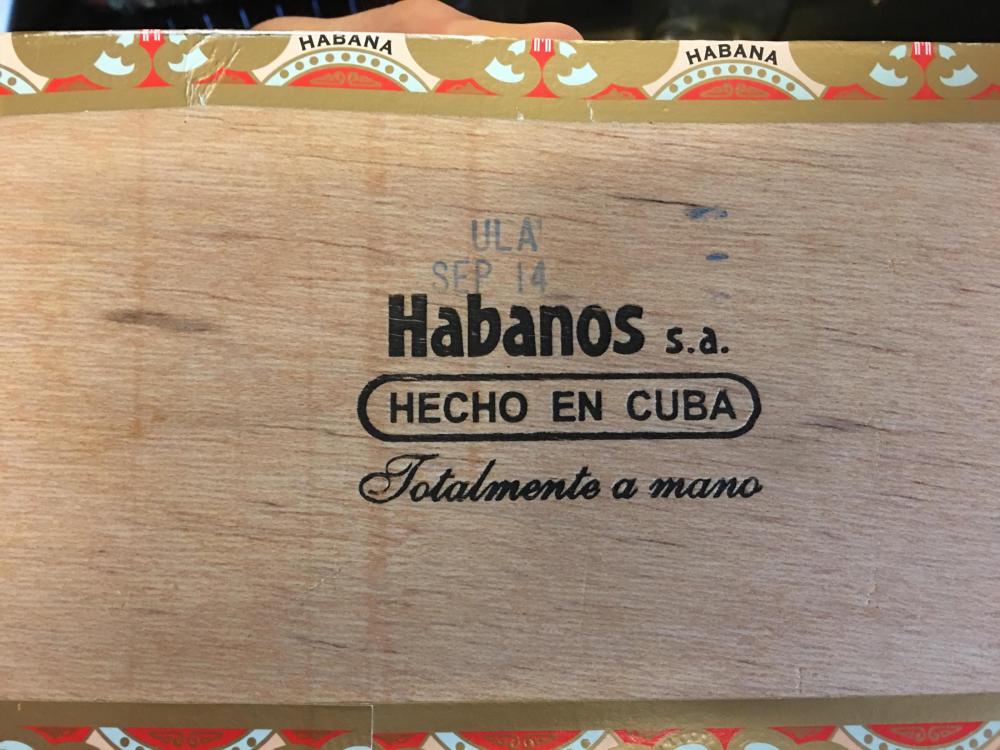 HABANA
HABANA
ULA
SEP 14
Habanos s.a.
HECHO EN CUBA
Totalmente a mano